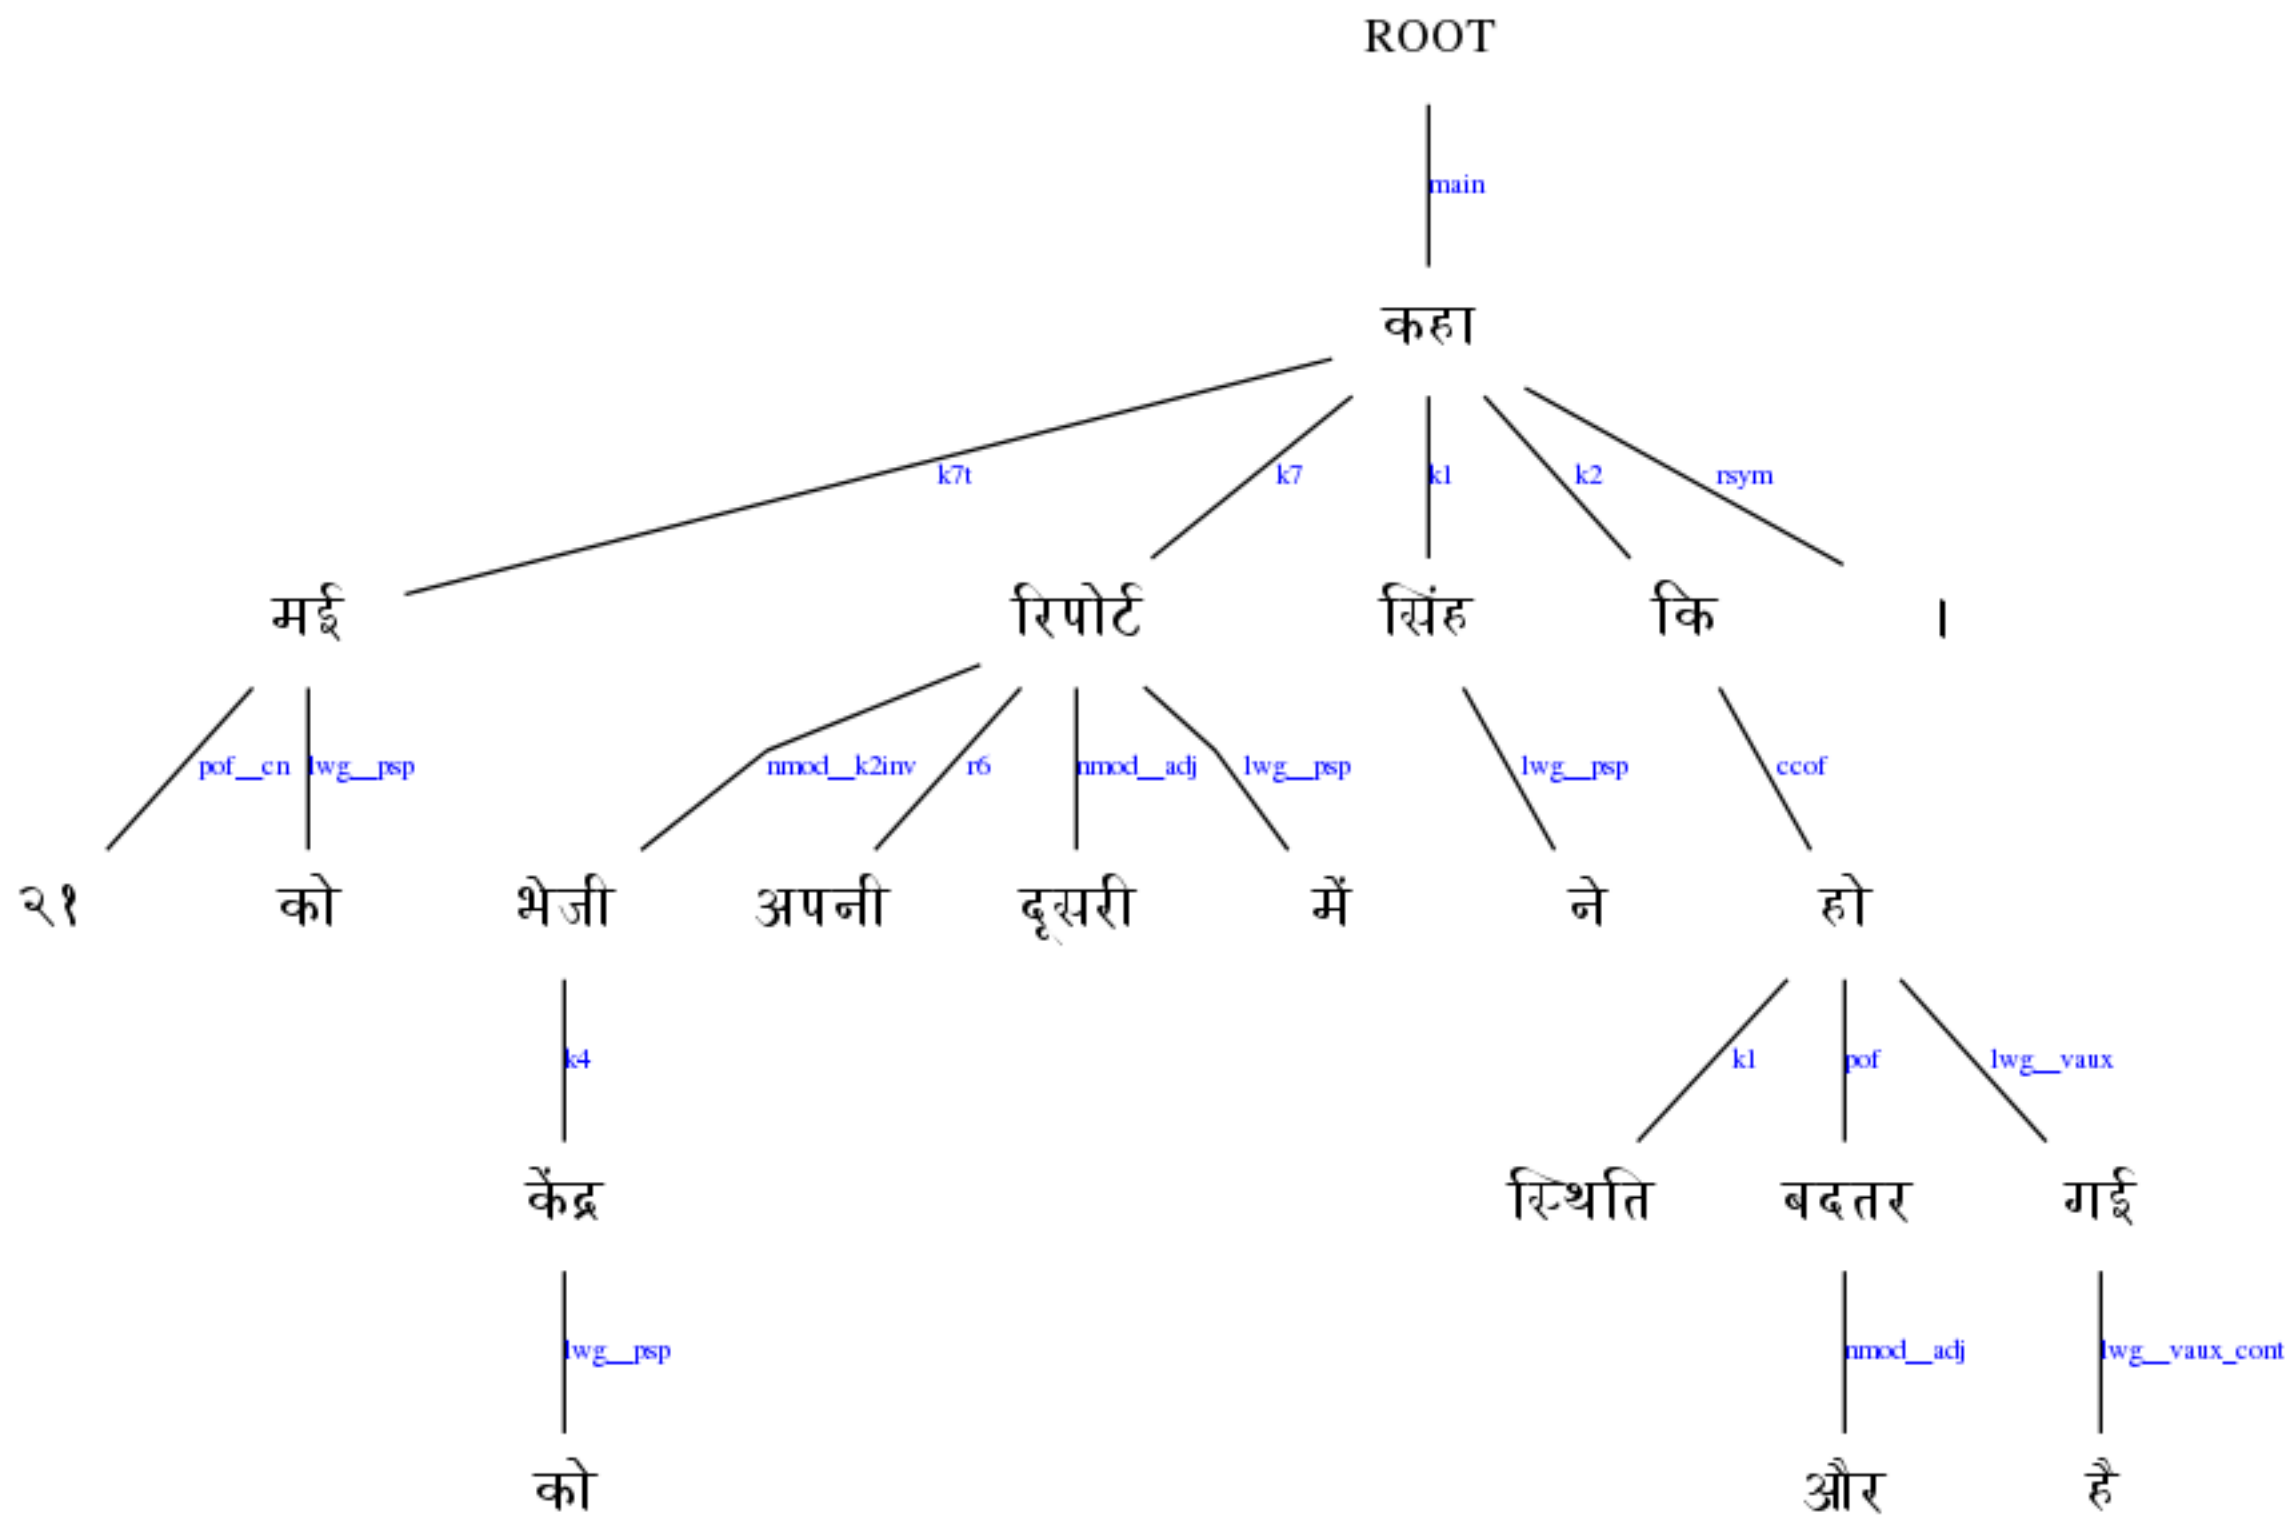 ROOT
main
कहा
k7t k7 k1 k2 rsym
मई रिपोर्ट सिंह कि ।
pof__cn lwg__psp nmod__k2inv r6 nmod__adj lwg__psp lwg__psp ccof
२१ को भेजी अपनी दूसरी में ने हो
k4 k1 pof lwg__vaux
केंद्र स्थिति बदतर गई
lwg__psp nmod__adj lwg__vaux_cont
को और है